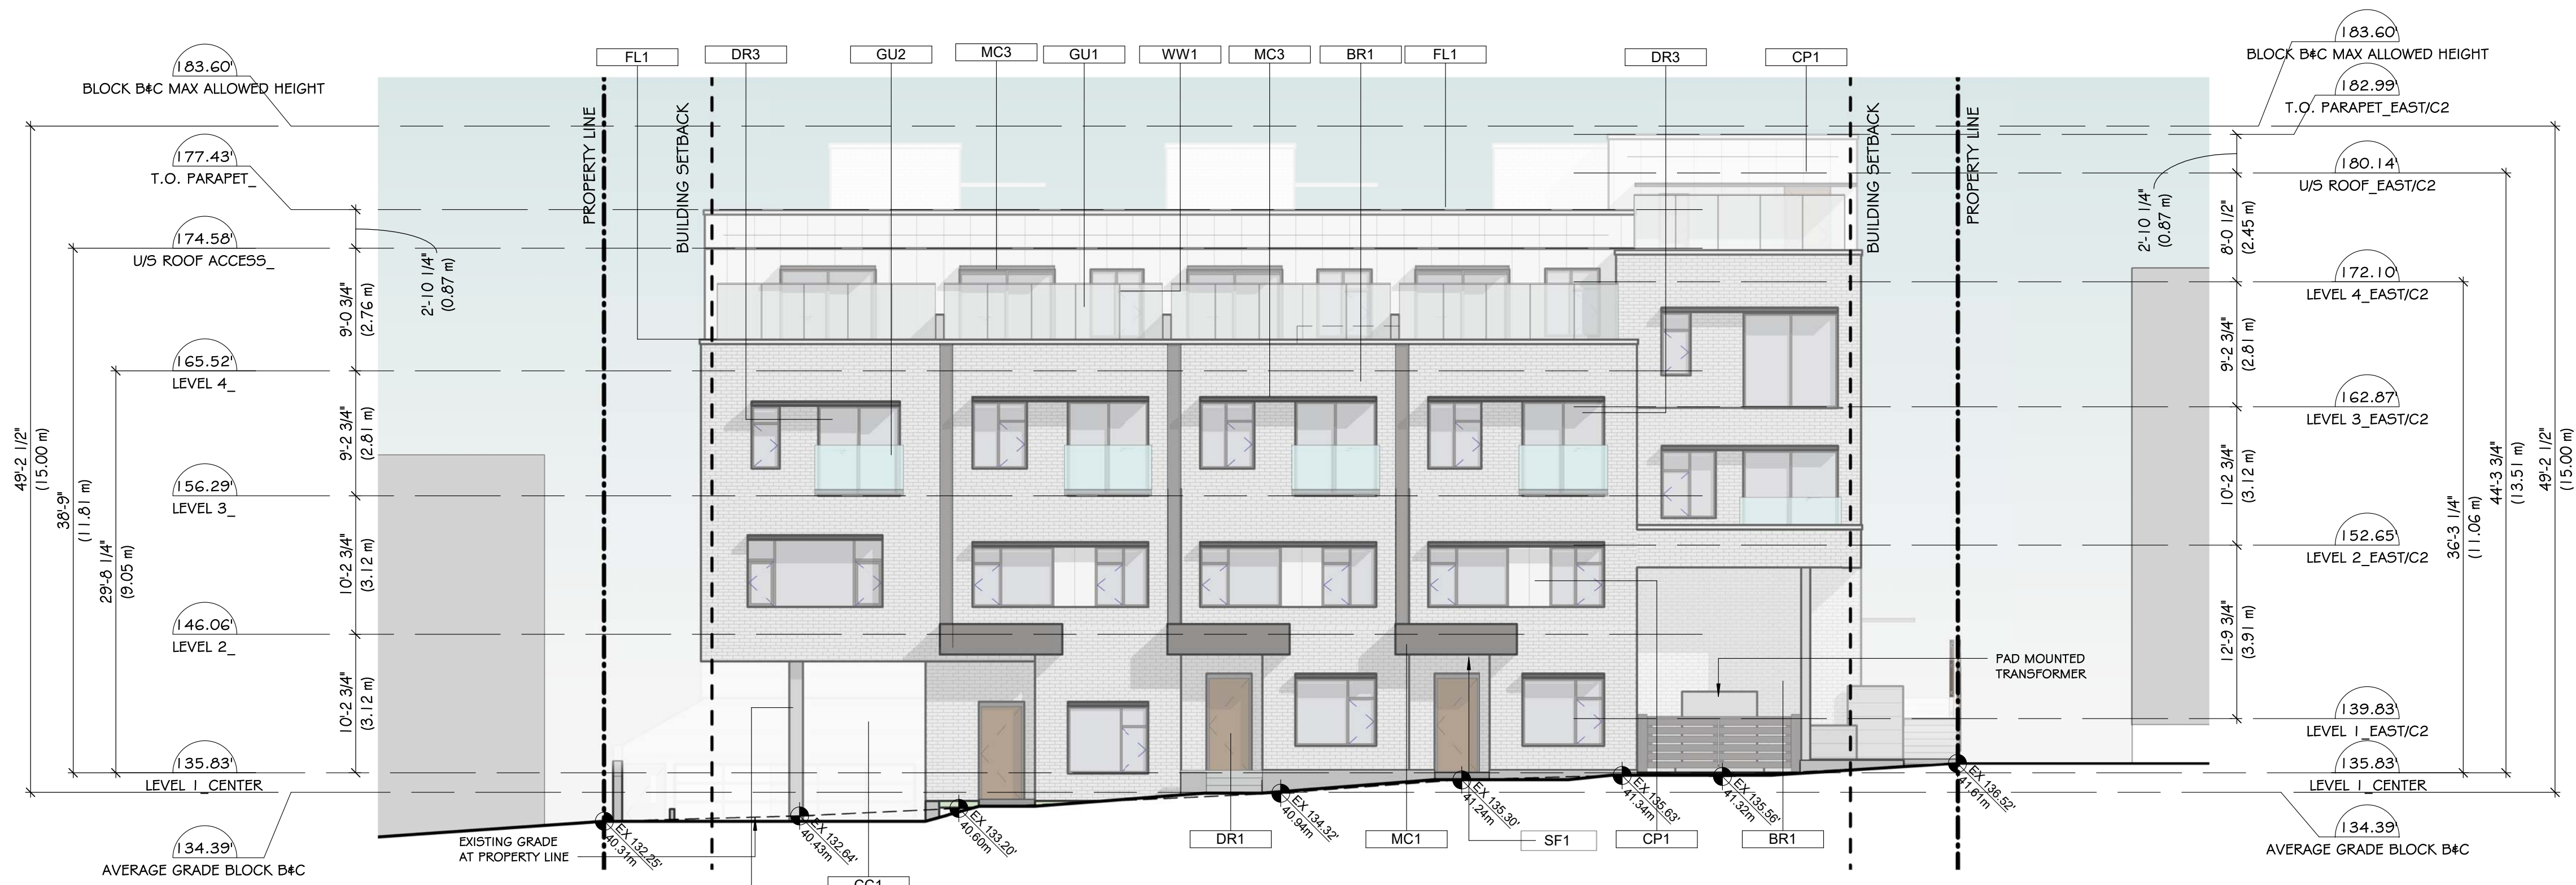 FL1
DR3
GU2
MC3
GU1
WW1
MC3
BR1
FL1
DR3
CP1
183.60'
BLOCK B&C MAX ALLOWED HEIGHT
177.43'
T.O. PARAPET_
174.58'
U/S ROOF ACCESS_
165.52'
LEVEL 4_
156.29'
LEVEL 3_
146.06'
LEVEL 2_
135.83'
LEVEL 1_CENTER
134.39'
AVERAGE GRADE BLOCK B&C
49'-2 1/2"
(15.00 m)
38'-9"
(11.81 m)
29'-8 1/4"
(9.05 m)
2'-10 1/4"
(0.87 m)
9'-0 3/4"
(2.76 m)
9'-2 3/4"
(2.81 m)
10'-2 3/4"
(3.12 m)
10'-2 3/4"
(3.12 m)
PROPERTY LINE
BUILDING SETBACK
BUILDING SETBACK
PROPERTY LINE
183.60'
BLOCK B&C MAX ALLOWED HEIGHT
182.99'
T.O. PARAPET_EAST/C2
180.14'
U/S ROOF_EAST/C2
172.10'
LEVEL 4_EAST/C2
162.87'
LEVEL 3_EAST/C2
152.65'
LEVEL 2_EAST/C2
139.83'
LEVEL 1_EAST/C2
135.83'
LEVEL 1_CENTER
134.39'
AVERAGE GRADE BLOCK B&C
2'-10 1/4"
(0.87 m)
8'-0 1/2"
(2.45 m)
9'-2 3/4"
(2.81 m)
10'-2 3/4"
(3.12 m)
12'-9 3/4"
(3.91 m)
36'-3 1/4"
(11.06 m)
44'-3 3/4"
(13.51 m)
49'-2 1/2"
(15.00 m)
PAD MOUNTED
TRANSFORMER
EXISTING GRADE
AT PROPERTY LINE
EX 132.25'
40.31m
EX 132.64'
40.43m
EX 133.20'
40.60m
EX 134.32'
40.94m
EX 135.30'
41.24m
EX 135.63'
41.34m
EX 135.56'
41.32m
EX 136.52'
41.61m
DR1
MC1
SF1
CP1
BR1